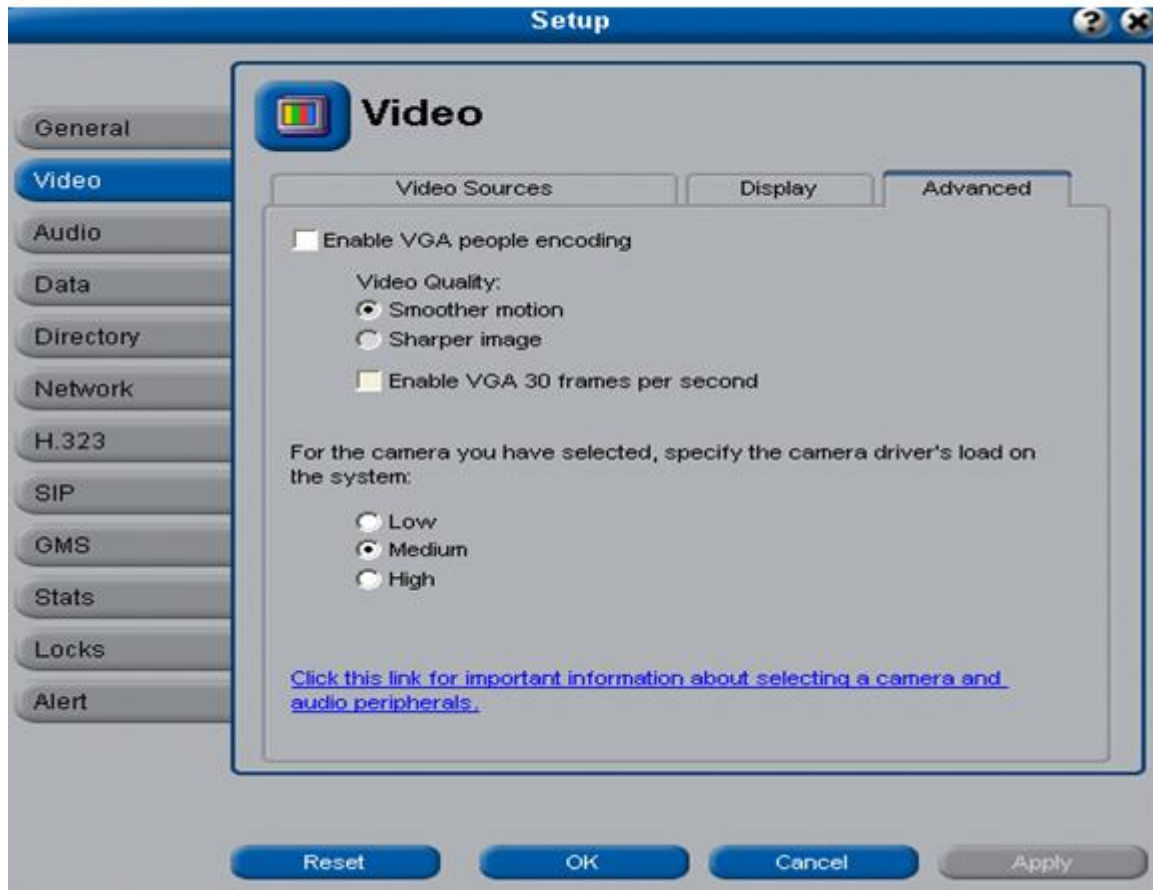 Setup
General
Video
Audio
Data
Directory
Network
H.323
SIP
GMS
Stats
Locks
Alert
Video
Video Sources
Display
Advanced
Enable VGA people encoding
Video Quality:
Smoother motion
Sharper image
Enable VGA 30 frames per second
For the camera you have selected, specify the camera driver's load on
the system:
Low
Medium
High
Click this link for important information about selecting a camera and
audio peripherals.
Reset
OK
Cancel
Apply